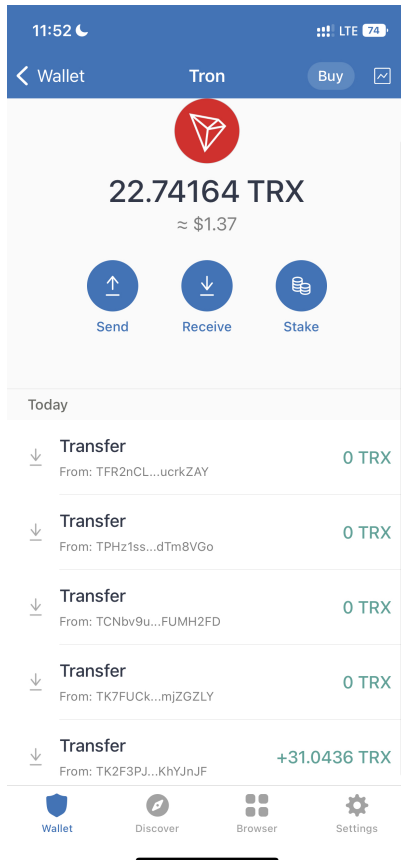 11:52
LTE 74
Wallet Tron Buy
22.74164 TRX
≈ $1.37
Send Receive Stake
Today
Transfer
0 TRX
From: TFR2nCL...ucrkZAY
Transfer
0 TRX
From: TPHz1ss...dTm8VGo
Transfer
0 TRX
From: TCNbv9u...FUMH2FD
Transfer
0 TRX
From: TK7FUCk...mjZGZLY
Transfer
+31.0436 TRX
From: TK2F3PJ...KhYJnJF
Wallet Discover Browser Settings